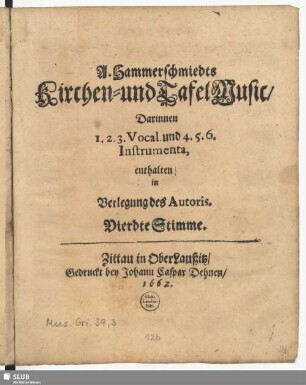 A. Hammerschmiedts
Kirchen-und Tafel Music/
Darinnen
1. 2. 3. Vocal. und 4. 5. 6.
Instrumenta,
enthalten/
in
Verlegung des Autoris.
Vierdte Stimme.
Zittau in OberLaußitz/
Gedruckt bey Johann Caspar Dehnen/
1662.
Mus. Gri. 39,3
126
SLUB